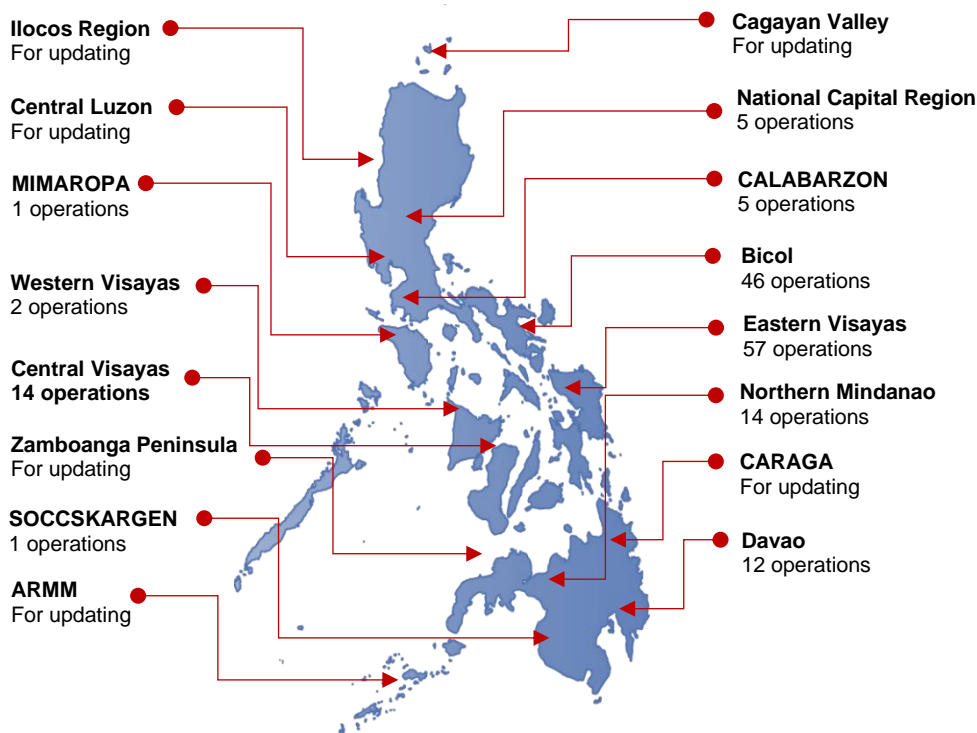 Ilocos Region
For updating
Central Luzon
For updating
MIMAROPA
1 operations
Western Visayas
2 operations
Central Visayas
14 operations
Zamboanga Peninsula
For updating
SOCCSKARGEN
1 operations
ARMM
For updating
Cagayan Valley
For updating
National Capital Region
5 operations
CALABARZON
5 operations
Bicol
46 operations
Eastern Visayas
57 operations
Northern Mindanao
14 operations
CARAGA
For updating
Davao
12 operations